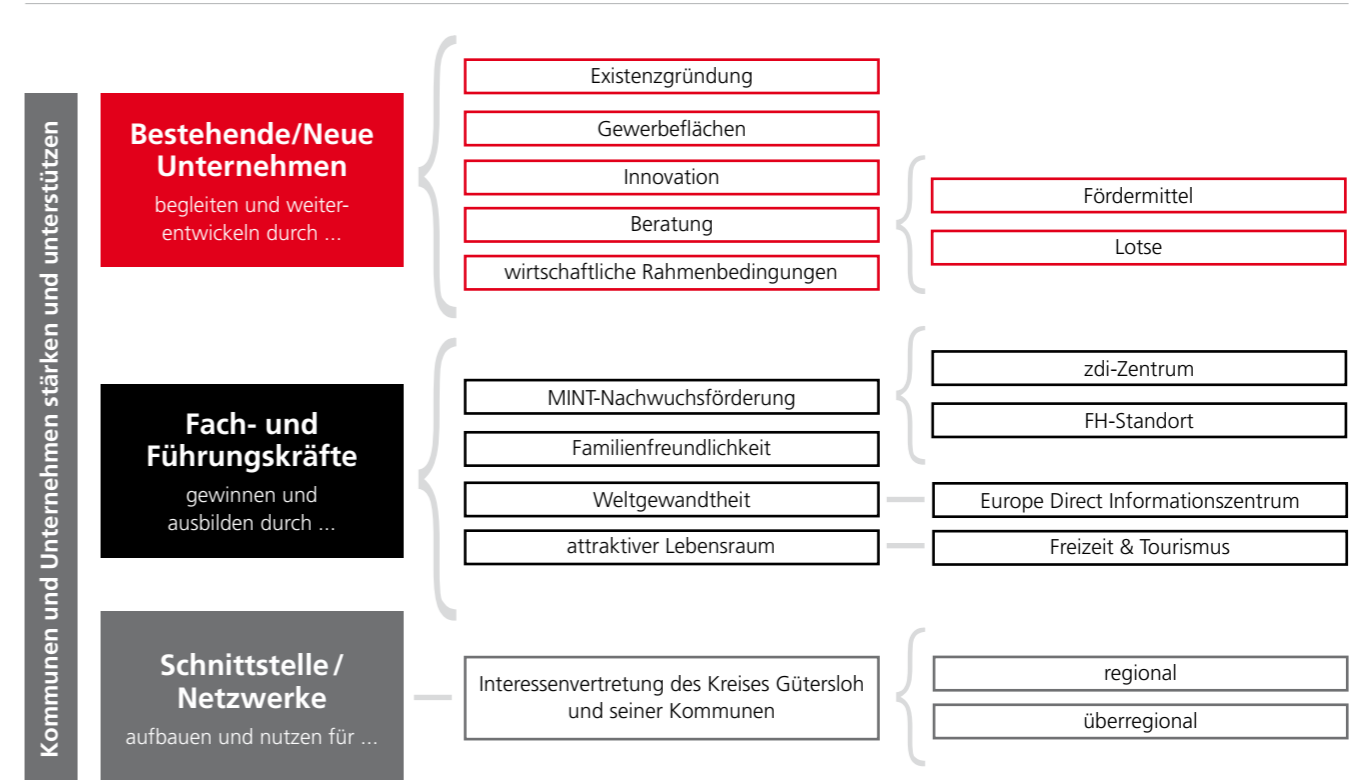 Kommunen und Unternehmen stärken und unterstützen
Bestehende/Neue
Unternehmen
begleiten und weiter-
entwickeln durch ...
Existenzgründung
Gewerbeflächen
Innovation
Beratung
wirtschaftliche Rahmenbedingungen
Fördermittel
Lotse
Fach- und
Führungskräfte
gewinnen und
ausbilden durch ...
MINT-Nachwuchsförderung
Familienfreundlichkeit
Weltgewandtheit
attraktiver Lebensraum
zdi-Zentrum
FH-Standort
Europe Direct Informationszentrum
Freizeit & Tourismus
Schnittstelle /
Netzwerke
aufbauen und nutzen für ...
Interessenvertretung des Kreises Gütersloh
und seiner Kommunen
regional
überregional